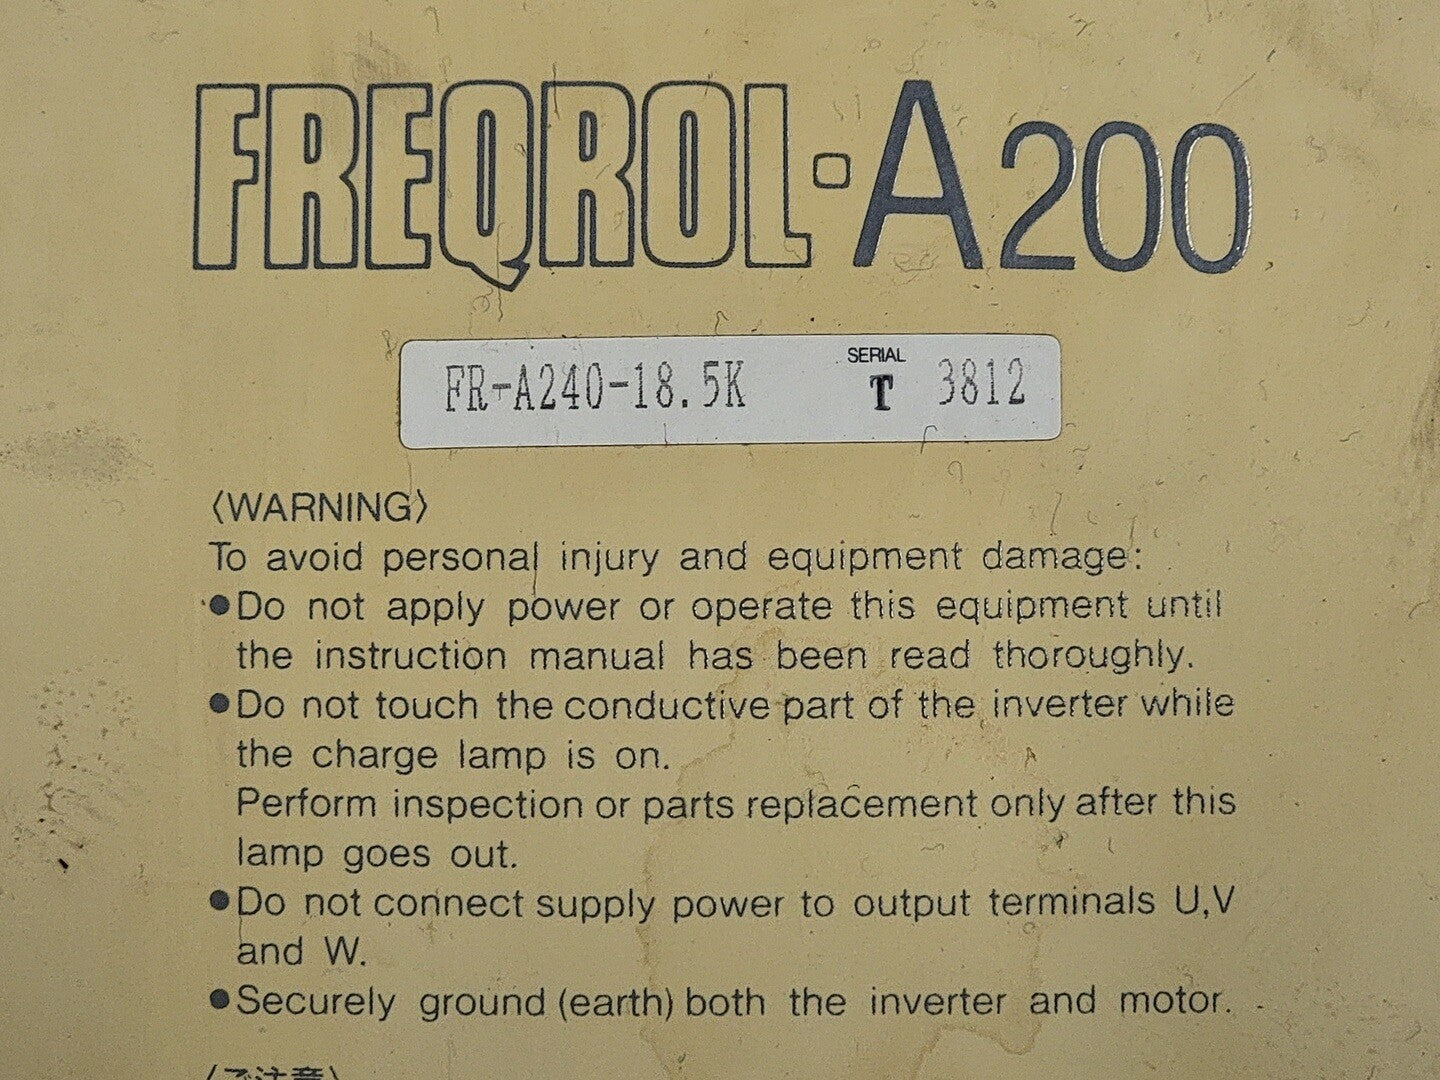 FREQROL-A200
FR-A240-18.5K SERIAL T 3812
〈WARNING〉
To avoid personal injury and equipment damage:
●Do not apply power or operate this equipment until
the instruction manual has been read thoroughly.
●Do not touch the conductive part of the inverter while
the charge lamp is on.
Perform inspection or parts replacement only after this
lamp goes out.
●Do not connect supply power to output terminals U,V
and W.
●Securely ground (earth) both the inverter and motor.
〈ご注意〉